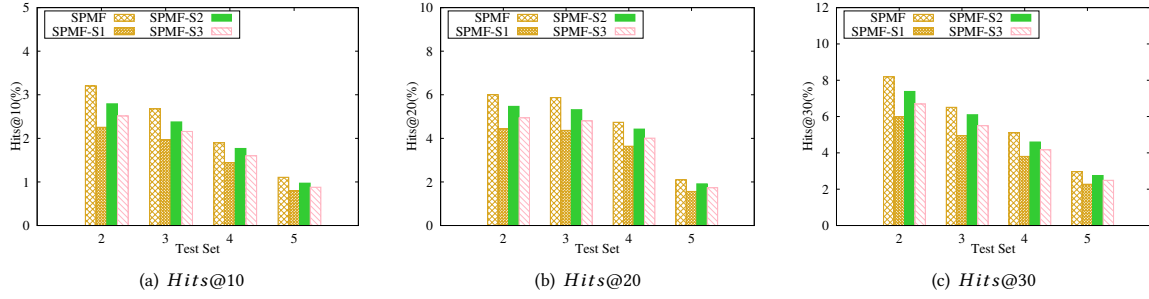 SPMF SPMF-S2
SPMF-S1 SPMF-S3
Hits@10(%)
5
4
3
2
1
0
2 3 4 5
Test Set
(a) Hits@10
SPMF SPMF-S2
SPMF-S1 SPMF-S3
Hits@20(%)
10
8
6
4
2
0
2 3 4 5
Test Set
(b) Hits@20
SPMF SPMF-S2
SPMF-S1 SPMF-S3
Hits@30(%)
12
10
8
6
4
2
0
2 3 4 5
Test Set
(c) Hits@30